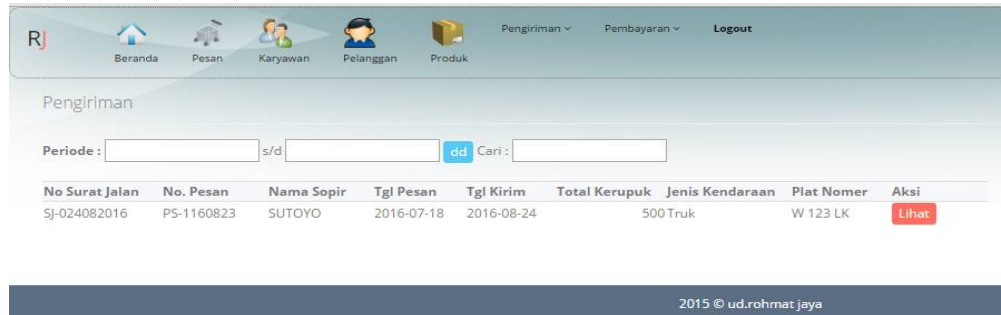 RJ Beranda Pesan Karyawan Pelanggan Produk Pengiriman Pembayaran Logout
Pengiriman
Periode : s/d dd Cari :
No Surat Jalan No. Pesan Nama Sopir Tgl Pesan Tgl Kirim Total Kerupuk Jenis Kendaraan Plat Nomer Aksi
SJ-024082016 PS-1160823 SUTOYO 2016-07-18 2016-08-24 500 Truk W 123 LK Lihat
2015 © ud.rohmat jaya